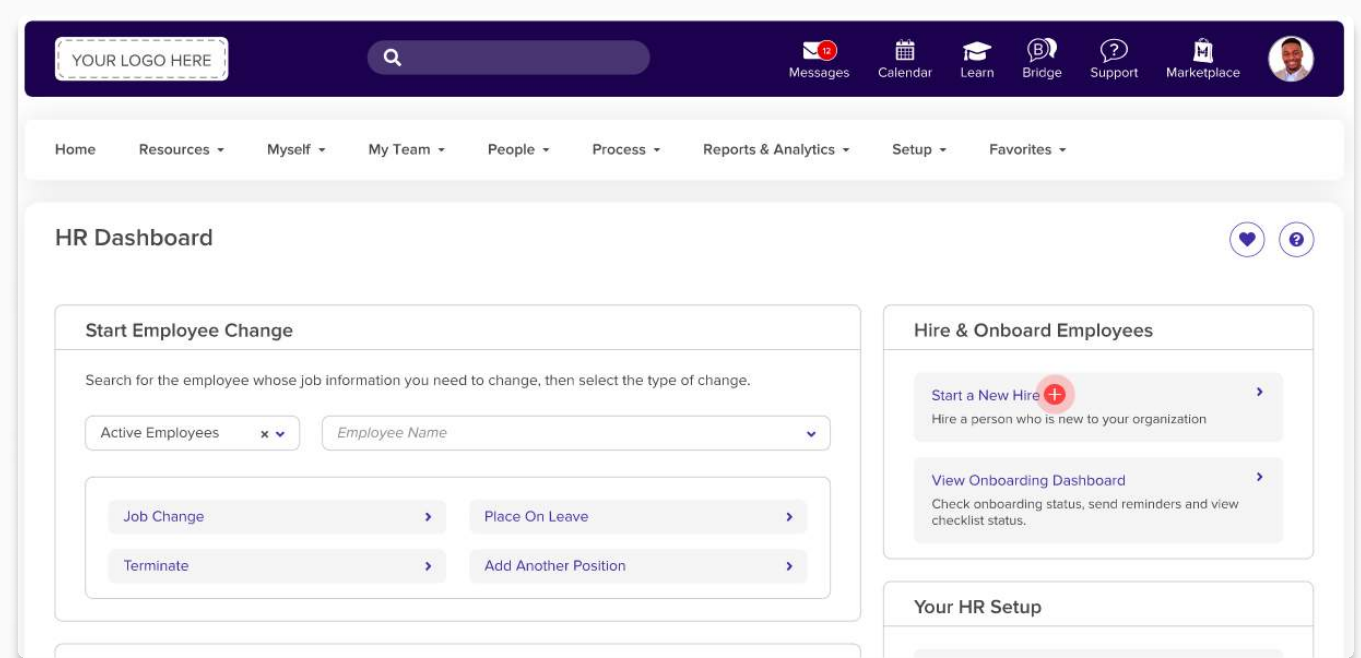 YOUR LOGO HERE
12
Messages
Calendar
Learn
B
Bridge
?
Support
M
Marketplace
Home
Resources
Myself
My Team
People
Process
Reports & Analytics
Setup
Favorites
HR Dashboard
?
Start Employee Change
Search for the employee whose job information you need to change, then select the type of change.
Active Employees ×
Employee Name
Job Change
Place On Leave
Terminate
Add Another Position
Hire & Onboard Employees
Start a New Hire +
Hire a person who is new to your organization
View Onboarding Dashboard
Check onboarding status, send reminders and view
checklist status.
Your HR Setup